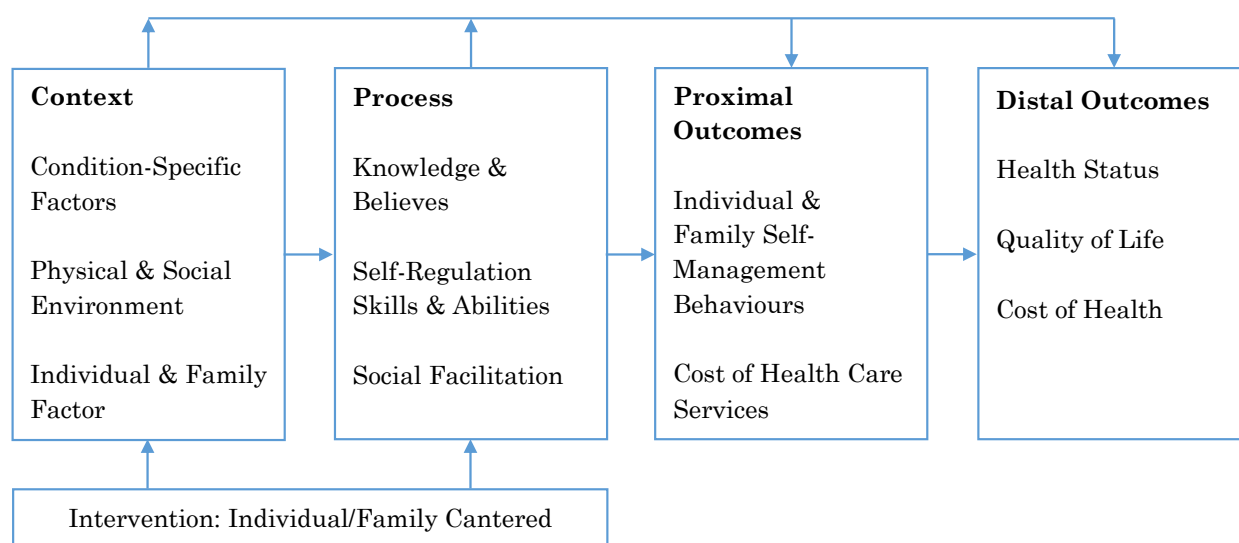 Context
Condition-Specific
Factors
Physical & Social
Environment
Individual & Family
Factor
Process
Knowledge &
Believes
Self-Regulation
Skills & Abilities
Social Facilitation
Proximal
Outcomes
Individual &
Family Self-
Management
Behaviours
Cost of Health Care
Services
Distal Outcomes
Health Status
Quality of Life
Cost of Health
Intervention: Individual/Family Cantered